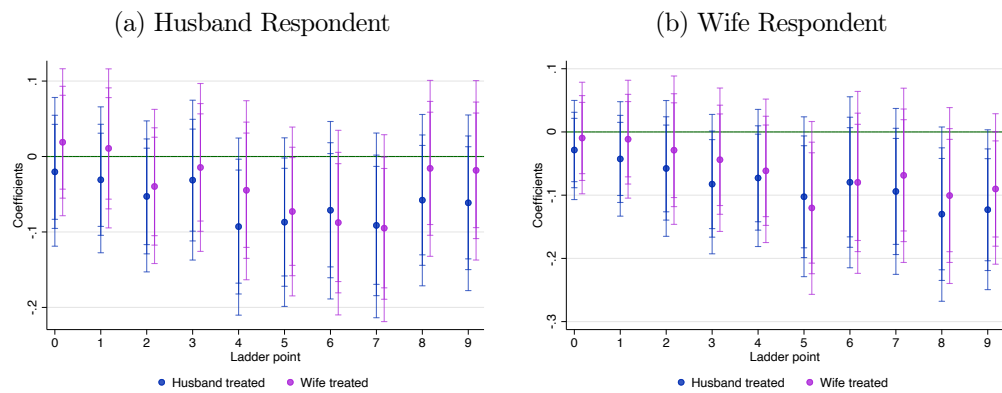 (a) Husband Respondent
.1
0
-.1
-.2
Coefficients
0 1 2 3 4 5 6 7 8 9
Ladder point
Husband treated Wife treated
(b) Wife Respondent
.1
0
-.1
-.2
-.3
Coefficients
0 1 2 3 4 5 6 7 8 9
Ladder point
Husband treated Wife treated